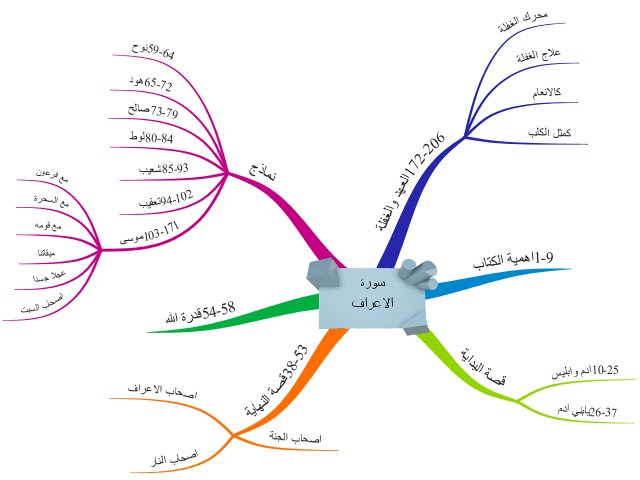 سورة
الاعراف
1-9اهمية الكتاب
قصة البداية
10-25ادم وابليس
26-37يابني ادم
38-53قصة النهاية
اصحاب الاعراف
اصحاب الجنة
اصحاب النار
54-58قدرة الله
نماذج
59-64نوح
65-72هود
73-79صالح
80-84لوط
85-93شعيب
94-102تعقيب
103-171موسى
مع فرعون
مع السحرة
مع قومه
ميقاتنا
عجلا جسدا
اصحاب السبت
172-206العهد والغفلة
محرك الغفلة
علاج الغفلة
كالانعام
كمثل الكلب